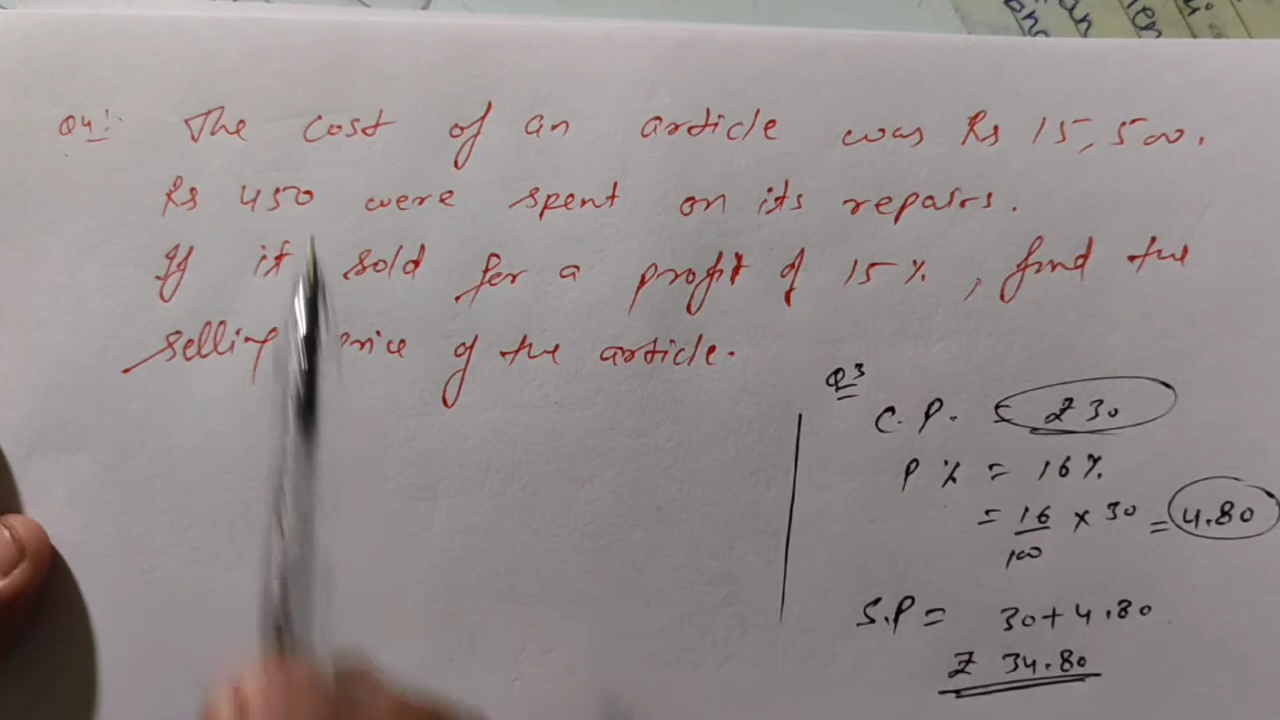 Q4:- The cost of an article was Rs 15,500.
Rs 450 were spent on its repairs.
If it sold for a profit of 15%, find the
selling price of the article.
Q3
C.P. = ₹ 30
P % = 16%
= 16/100 × 30 = 4.80
S.P = 30 + 4.80
₹ 34.80